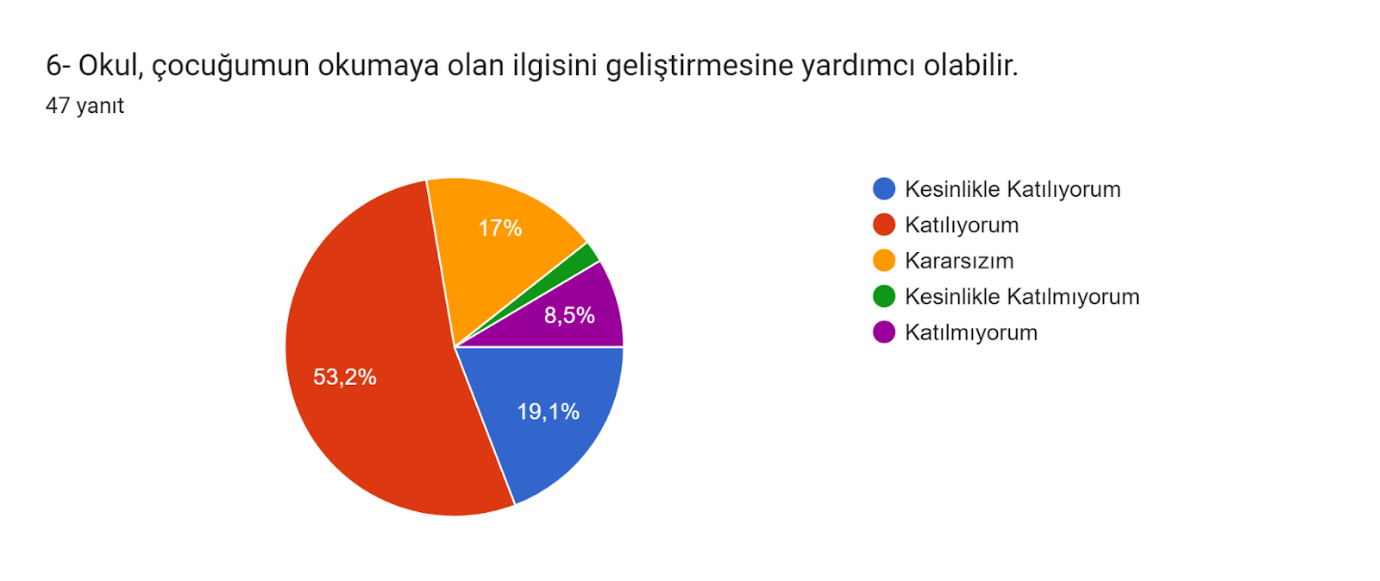 6- Okul, çocuğumun okumaya olan ilgisini geliştirmesine yardımcı olabilir.
47 yanıt
17%
8,5%
53,2%
19,1%
Kesinlikle Katılıyorum
Katılıyorum
Kararsızım
Kesinlikle Katılmıyorum
Katılmıyorum